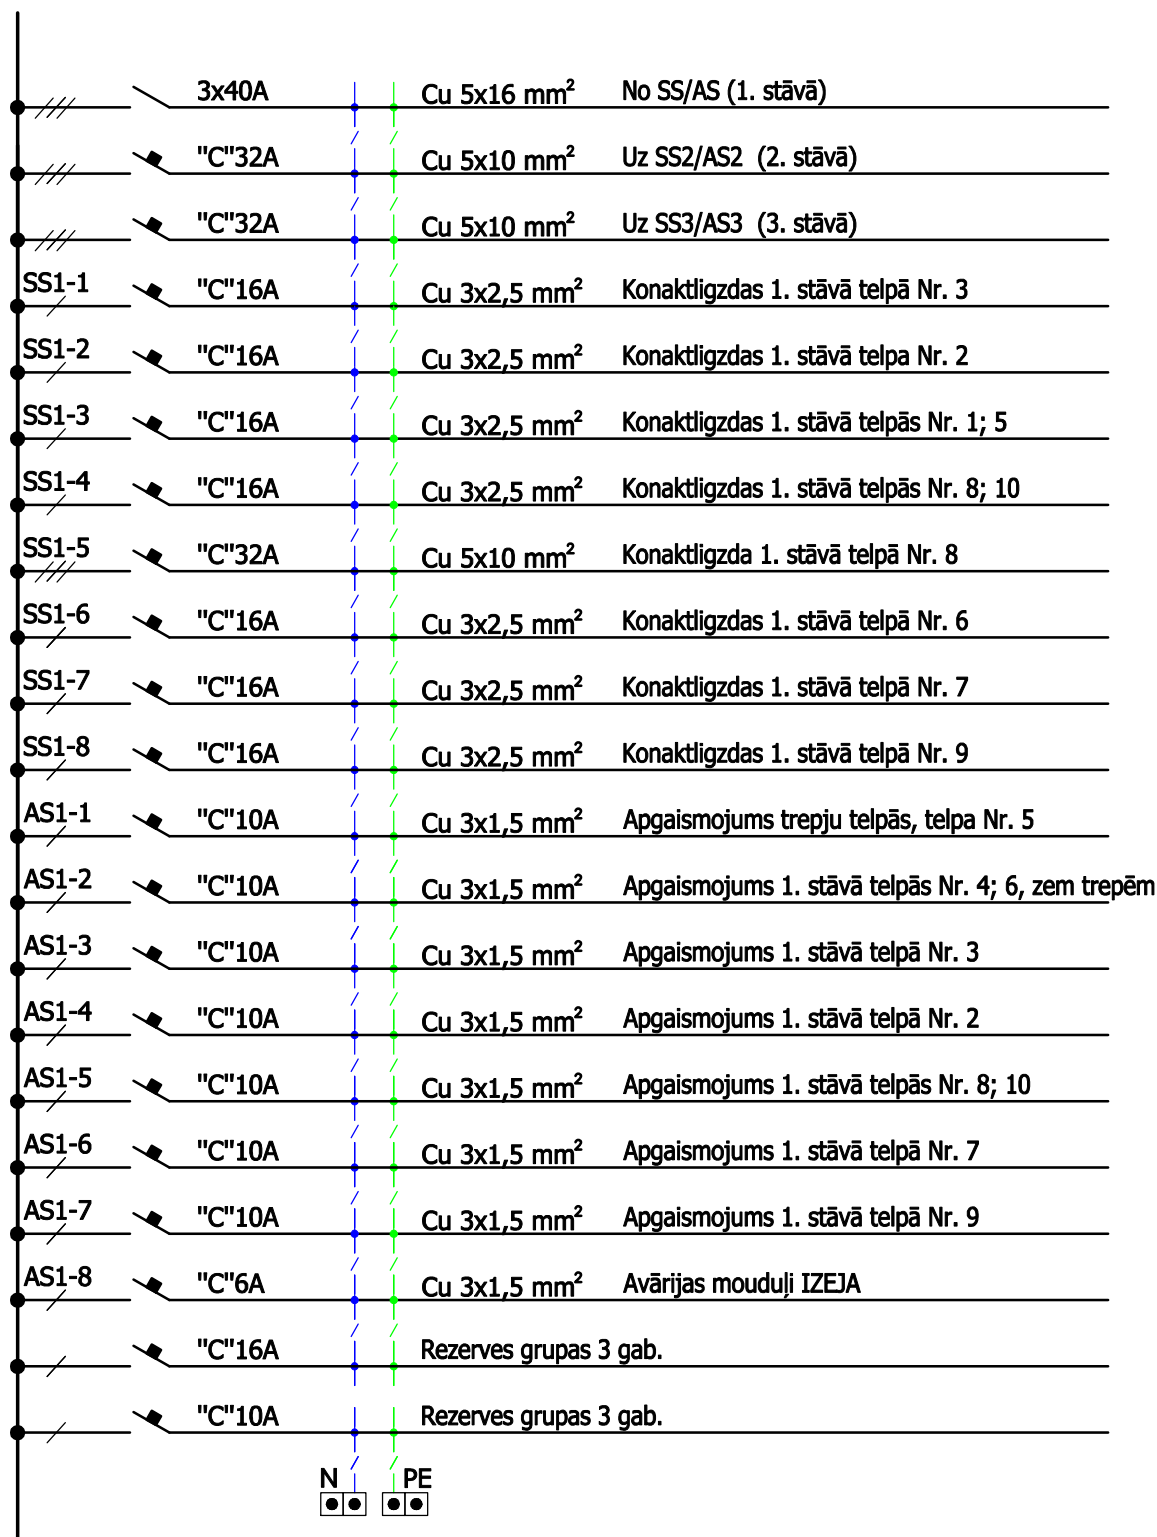 3x40A Cu 5x16 mm² No SS/AS (1. stāvā)
"C"32A Cu 5x10 mm² Uz SS2/AS2 (2. stāvā)
"C"32A Cu 5x10 mm² Uz SS3/AS3 (3. stāvā)
SS1-1 "C"16A Cu 3x2,5 mm² Konaktligzdas 1. stāvā telpā Nr. 3
SS1-2 "C"16A Cu 3x2,5 mm² Konaktligzdas 1. stāvā telpa Nr. 2
SS1-3 "C"16A Cu 3x2,5 mm² Konaktligzdas 1. stāvā telpās Nr. 1; 5
SS1-4 "C"16A Cu 3x2,5 mm² Konaktligzdas 1. stāvā telpās Nr. 8; 10
SS1-5 "C"32A Cu 5x10 mm² Konaktligzda 1. stāvā telpā Nr. 8
SS1-6 "C"16A Cu 3x2,5 mm² Konaktligzdas 1. stāvā telpā Nr. 6
SS1-7 "C"16A Cu 3x2,5 mm² Konaktligzdas 1. stāvā telpā Nr. 7
SS1-8 "C"16A Cu 3x2,5 mm² Konaktligzdas 1. stāvā telpā Nr. 9
AS1-1 "C"10A Cu 3x1,5 mm² Apgaismojums trepju telpās, telpa Nr. 5
AS1-2 "C"10A Cu 3x1,5 mm² Apgaismojums 1. stāvā telpās Nr. 4; 6, zem trepēm
AS1-3 "C"10A Cu 3x1,5 mm² Apgaismojums 1. stāvā telpā Nr. 3
AS1-4 "C"10A Cu 3x1,5 mm² Apgaismojums 1. stāvā telpā Nr. 2
AS1-5 "C"10A Cu 3x1,5 mm² Apgaismojums 1. stāvā telpās Nr. 8; 10
AS1-6 "C"10A Cu 3x1,5 mm² Apgaismojums 1. stāvā telpā Nr. 7
AS1-7 "C"10A Cu 3x1,5 mm² Apgaismojums 1. stāvā telpā Nr. 9
AS1-8 "C"6A Cu 3x1,5 mm² Avārijas mouduļi IZEJA
"C"16A Rezerves grupas 3 gab.
"C"10A Rezerves grupas 3 gab.
N PE